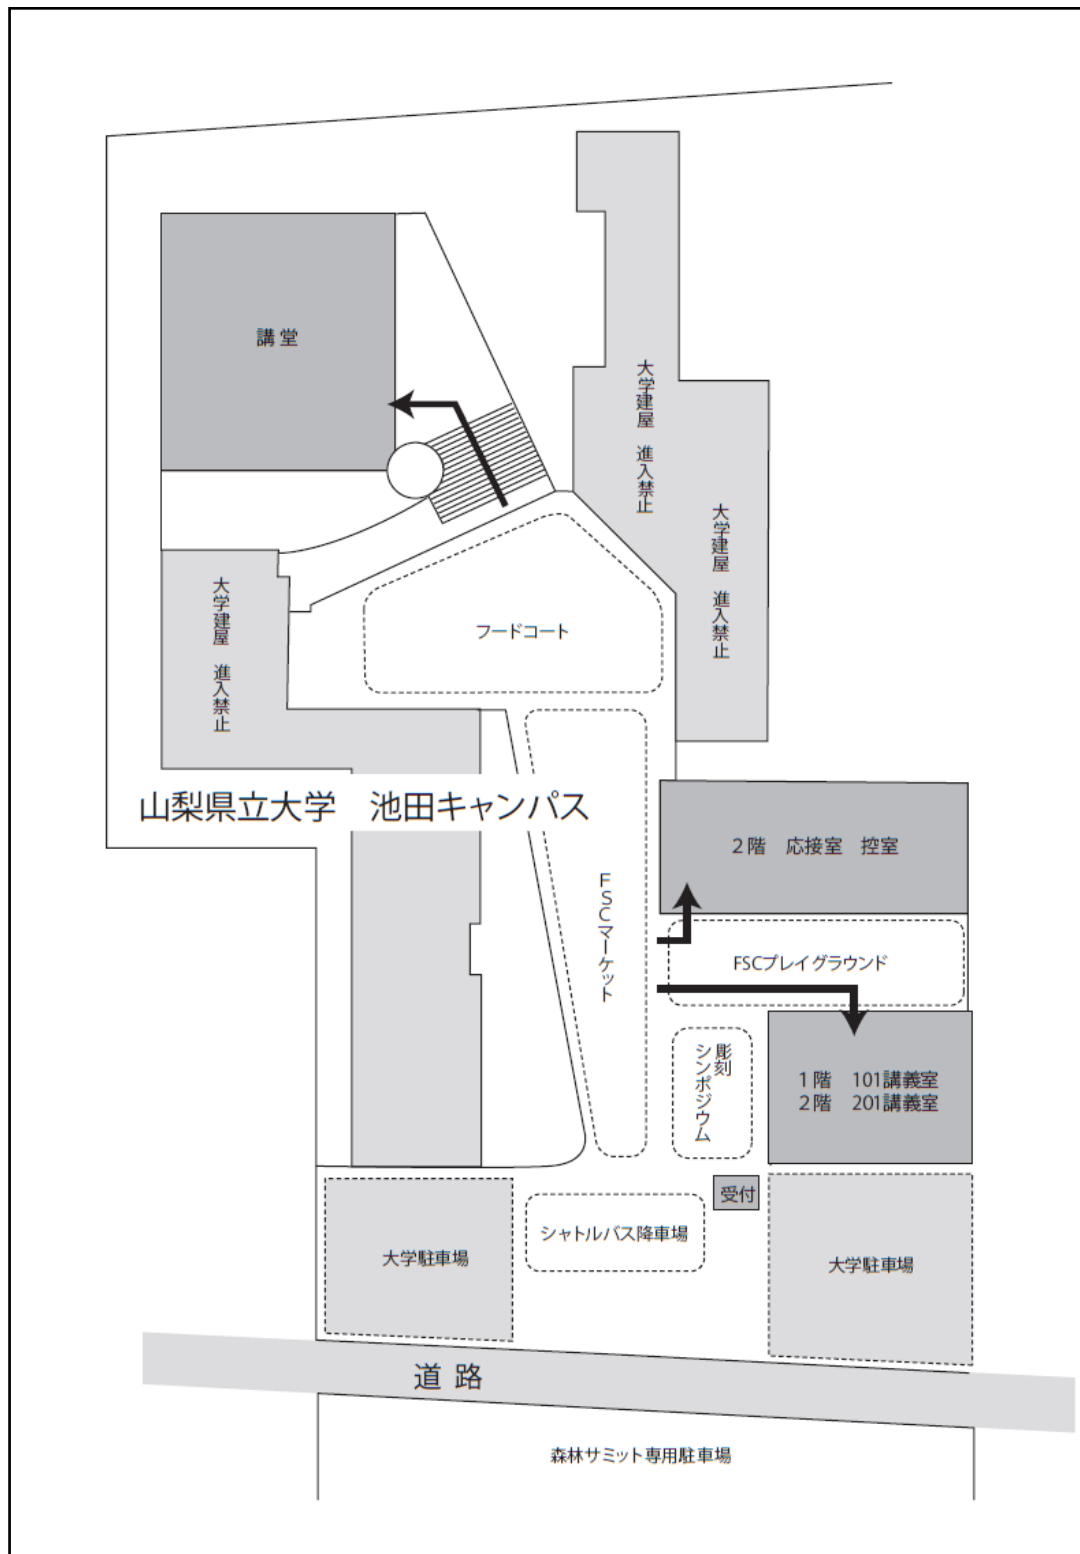 講堂
大学建屋 進入禁止
大学建屋 進入禁止
大学建屋 進入禁止
フードコート
山梨県立大学 池田キャンパス
2階 応接室 控室
FSCマーケット
FSCプレイグラウンド
彫刻
シンポジウム
1階 101講義室
2階 201講義室
受付
シャトルバス降車場
大学駐車場
大学駐車場
道路
森林サミット専用駐車場